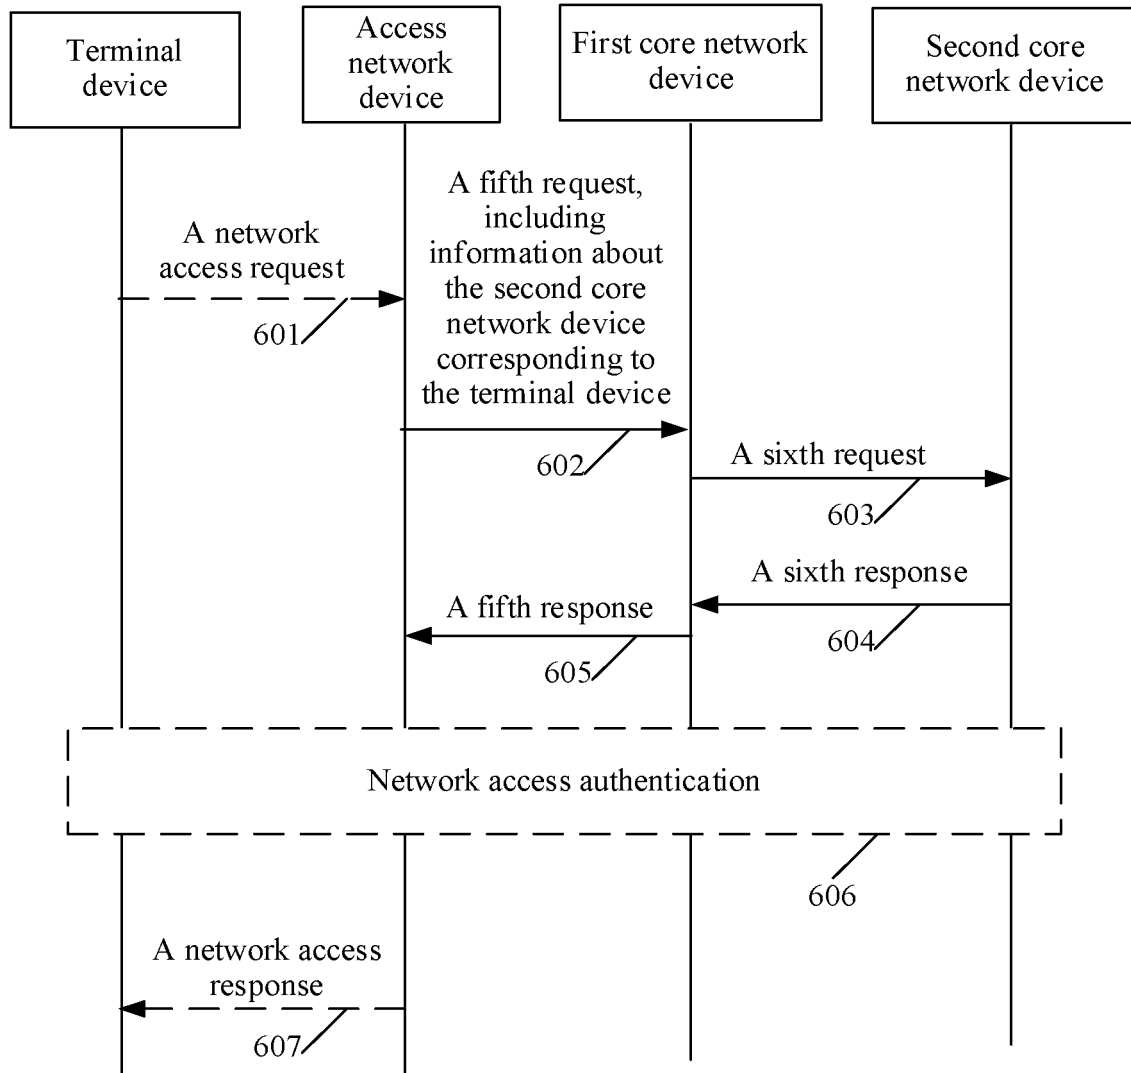 Terminal
device
Access
network
device
First core network
device
Second core
network device
A network
access request
601
A fifth request,
including
information about
the second core
network device
corresponding to
the terminal device
602
A sixth request
603
A sixth response
604
A fifth response
605
Network access authentication
606
A network access
response
607